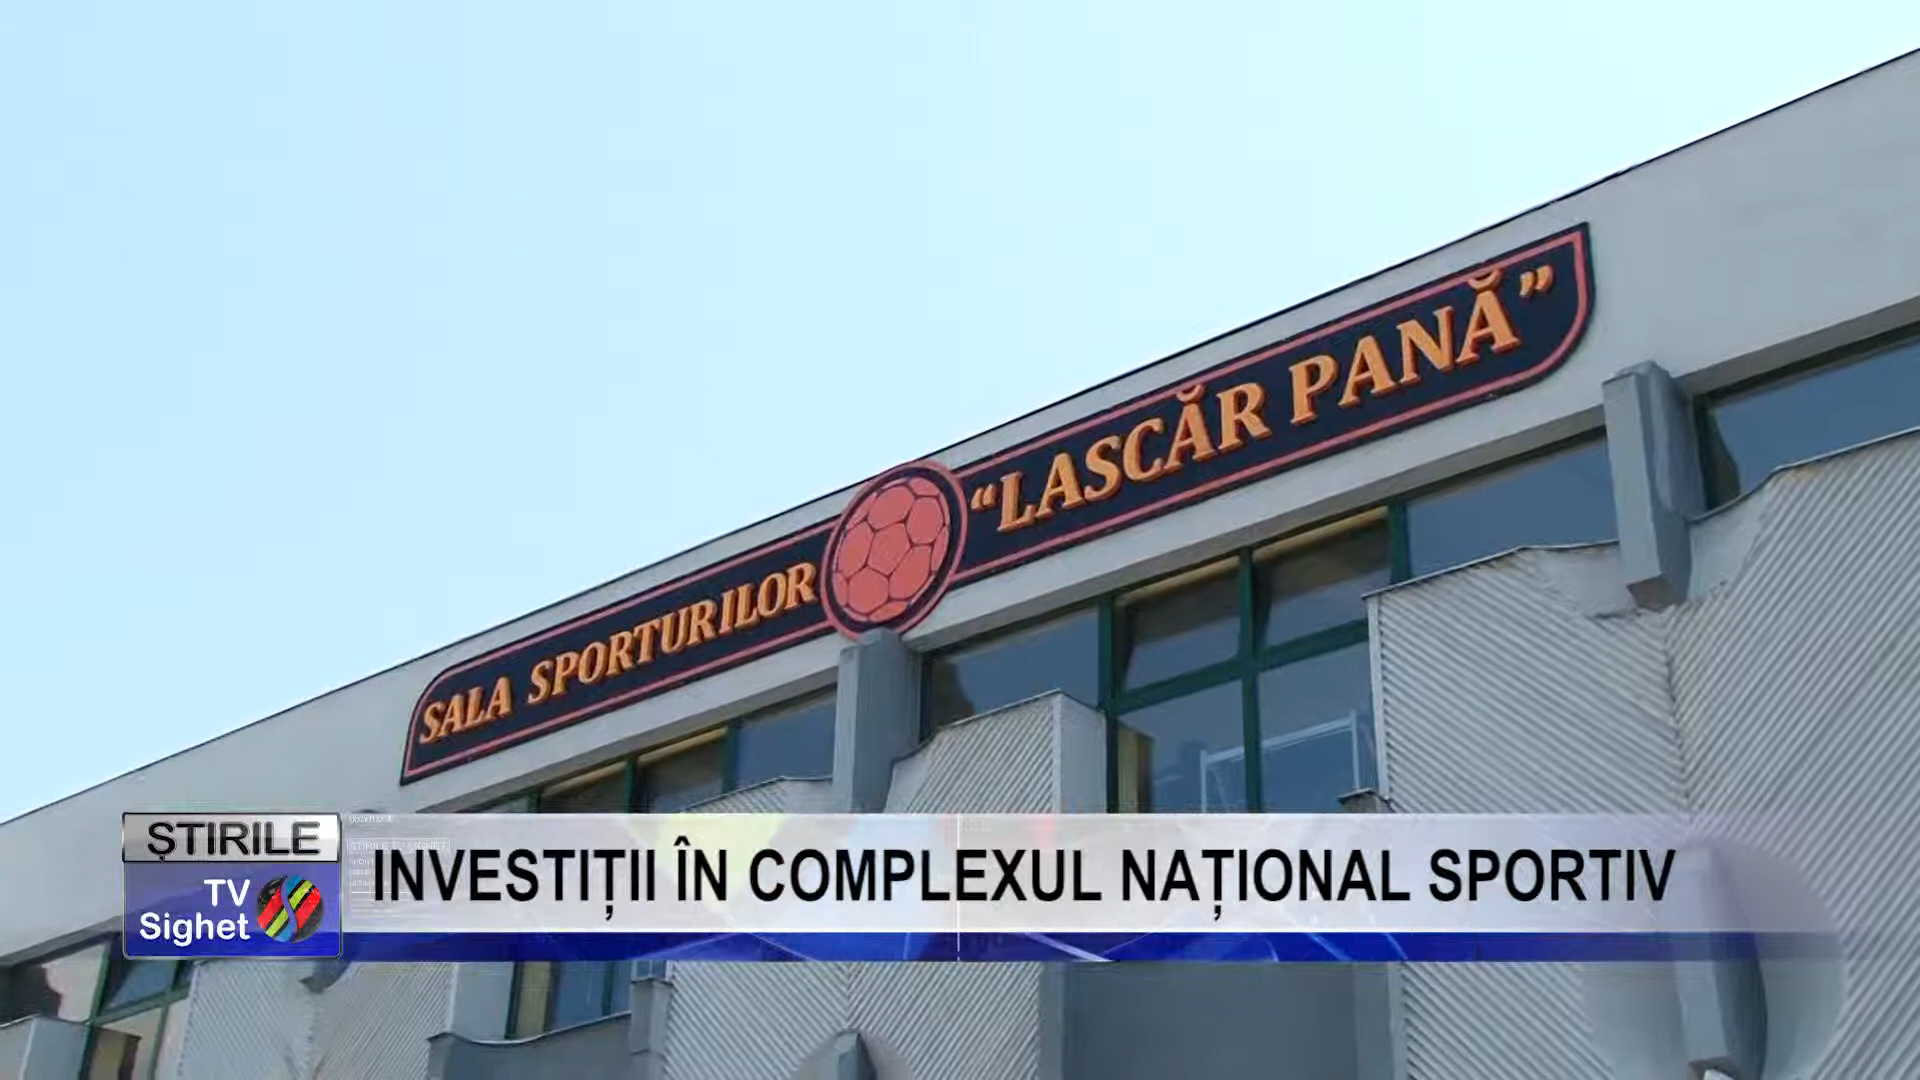 SALA SPORTURILOR “LASCĂR PANĂ”
ȘTIRILE
TV
Sighet
INVESTIȚII ÎN COMPLEXUL NAȚIONAL SPORTIV